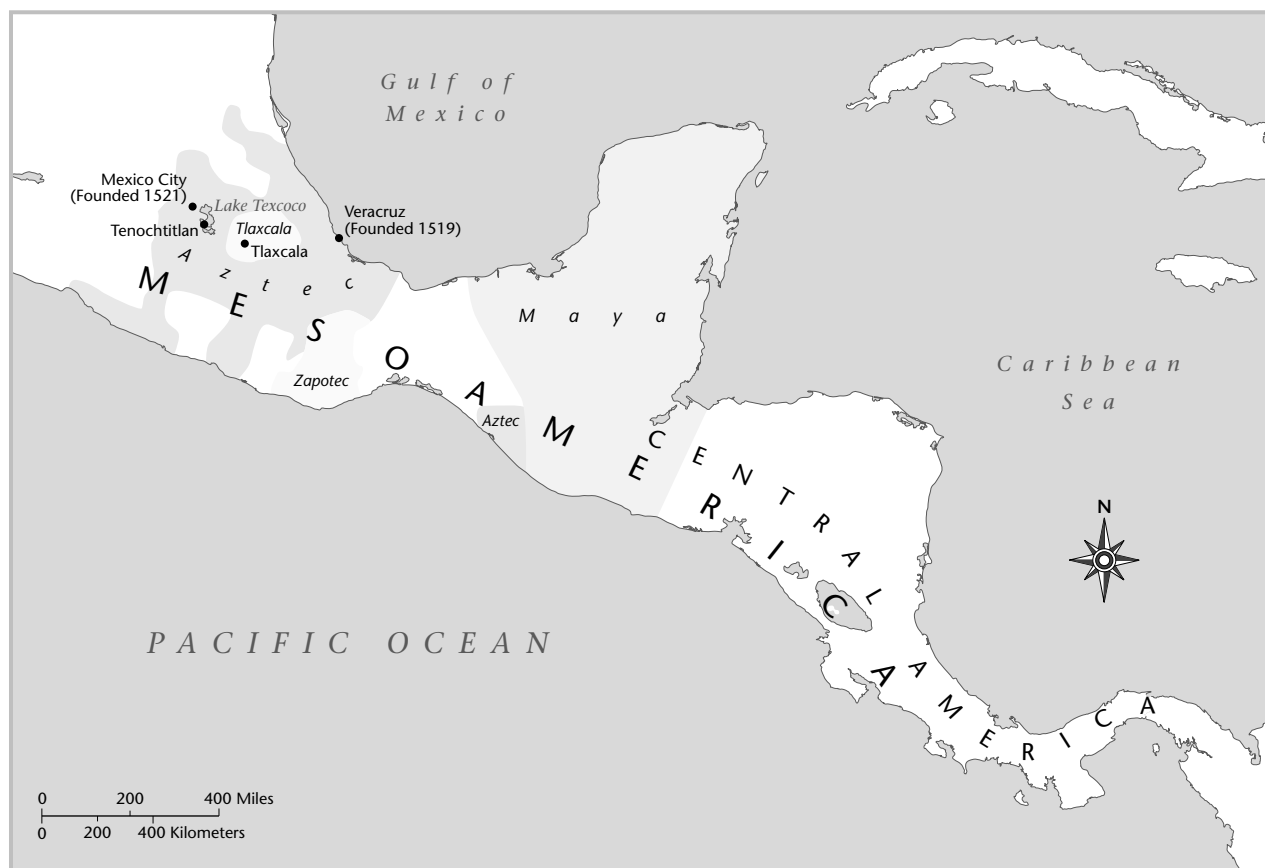 Gulf of
Mexico
Mexico City
(Founded 1521)
Lake Texcoco
Tenochtitlan
Tlaxcala
Tlaxcala
Veracruz
(Founded 1519)
Aztec
MESOAMERICA
Maya
Zapotec
Aztec
Caribbean
Sea
CENTRAL AMERICA
N
PACIFIC OCEAN
0 200 400 Miles
0 200 400 Kilometers